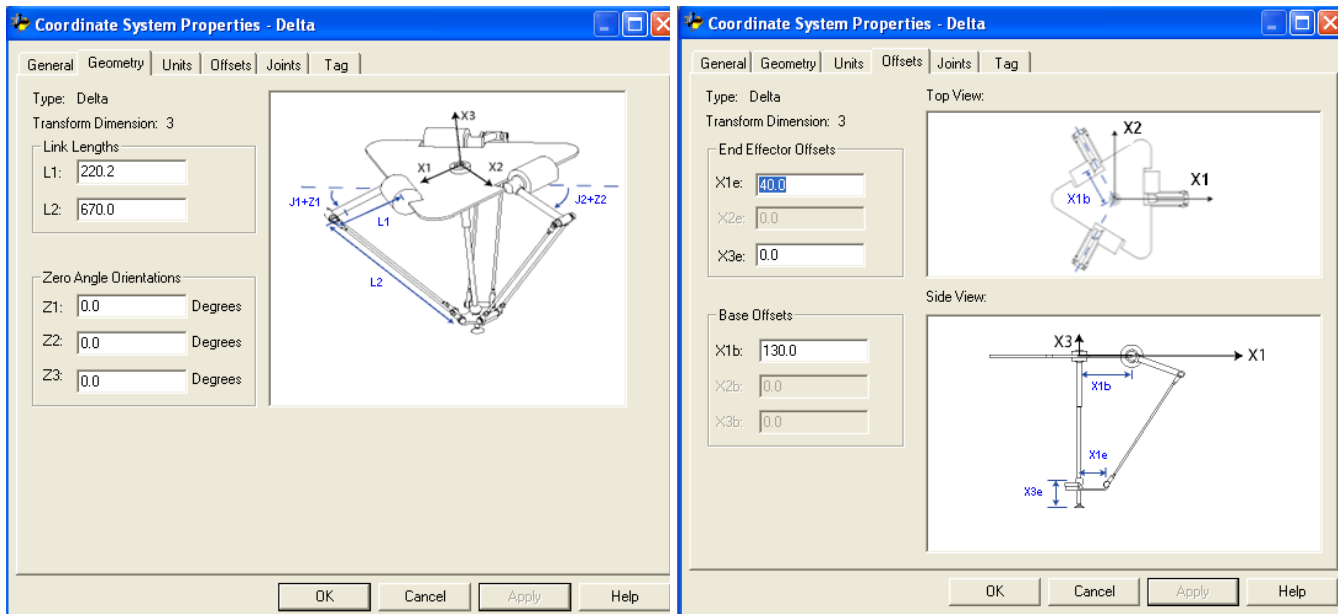 Coordinate System Properties - Delta
General Geometry Units Offsets Joints Tag
Type: Delta
Transform Dimension: 3
Link Lengths
L1: 220.2
L2: 670.0
Zero Angle Orientations
Z1: 0.0 Degrees
Z2: 0.0 Degrees
Z3: 0.0 Degrees
X3
X1 X2
J1+Z1 J2+Z2
L1
L2
OK Cancel Apply Help
Coordinate System Properties - Delta
General Geometry Units Offsets Joints Tag
Type: Delta
Transform Dimension: 3
End Effector Offsets
X1e: 40.0
X2e: 0.0
X3e: 0.0
Base Offsets
X1b: 130.0
X2b: 0.0
X3b: 0.0
Top View:
X2
X1
X1b
Side View:
X3 X1
X1b
X1e
X3e
OK Cancel Apply Help